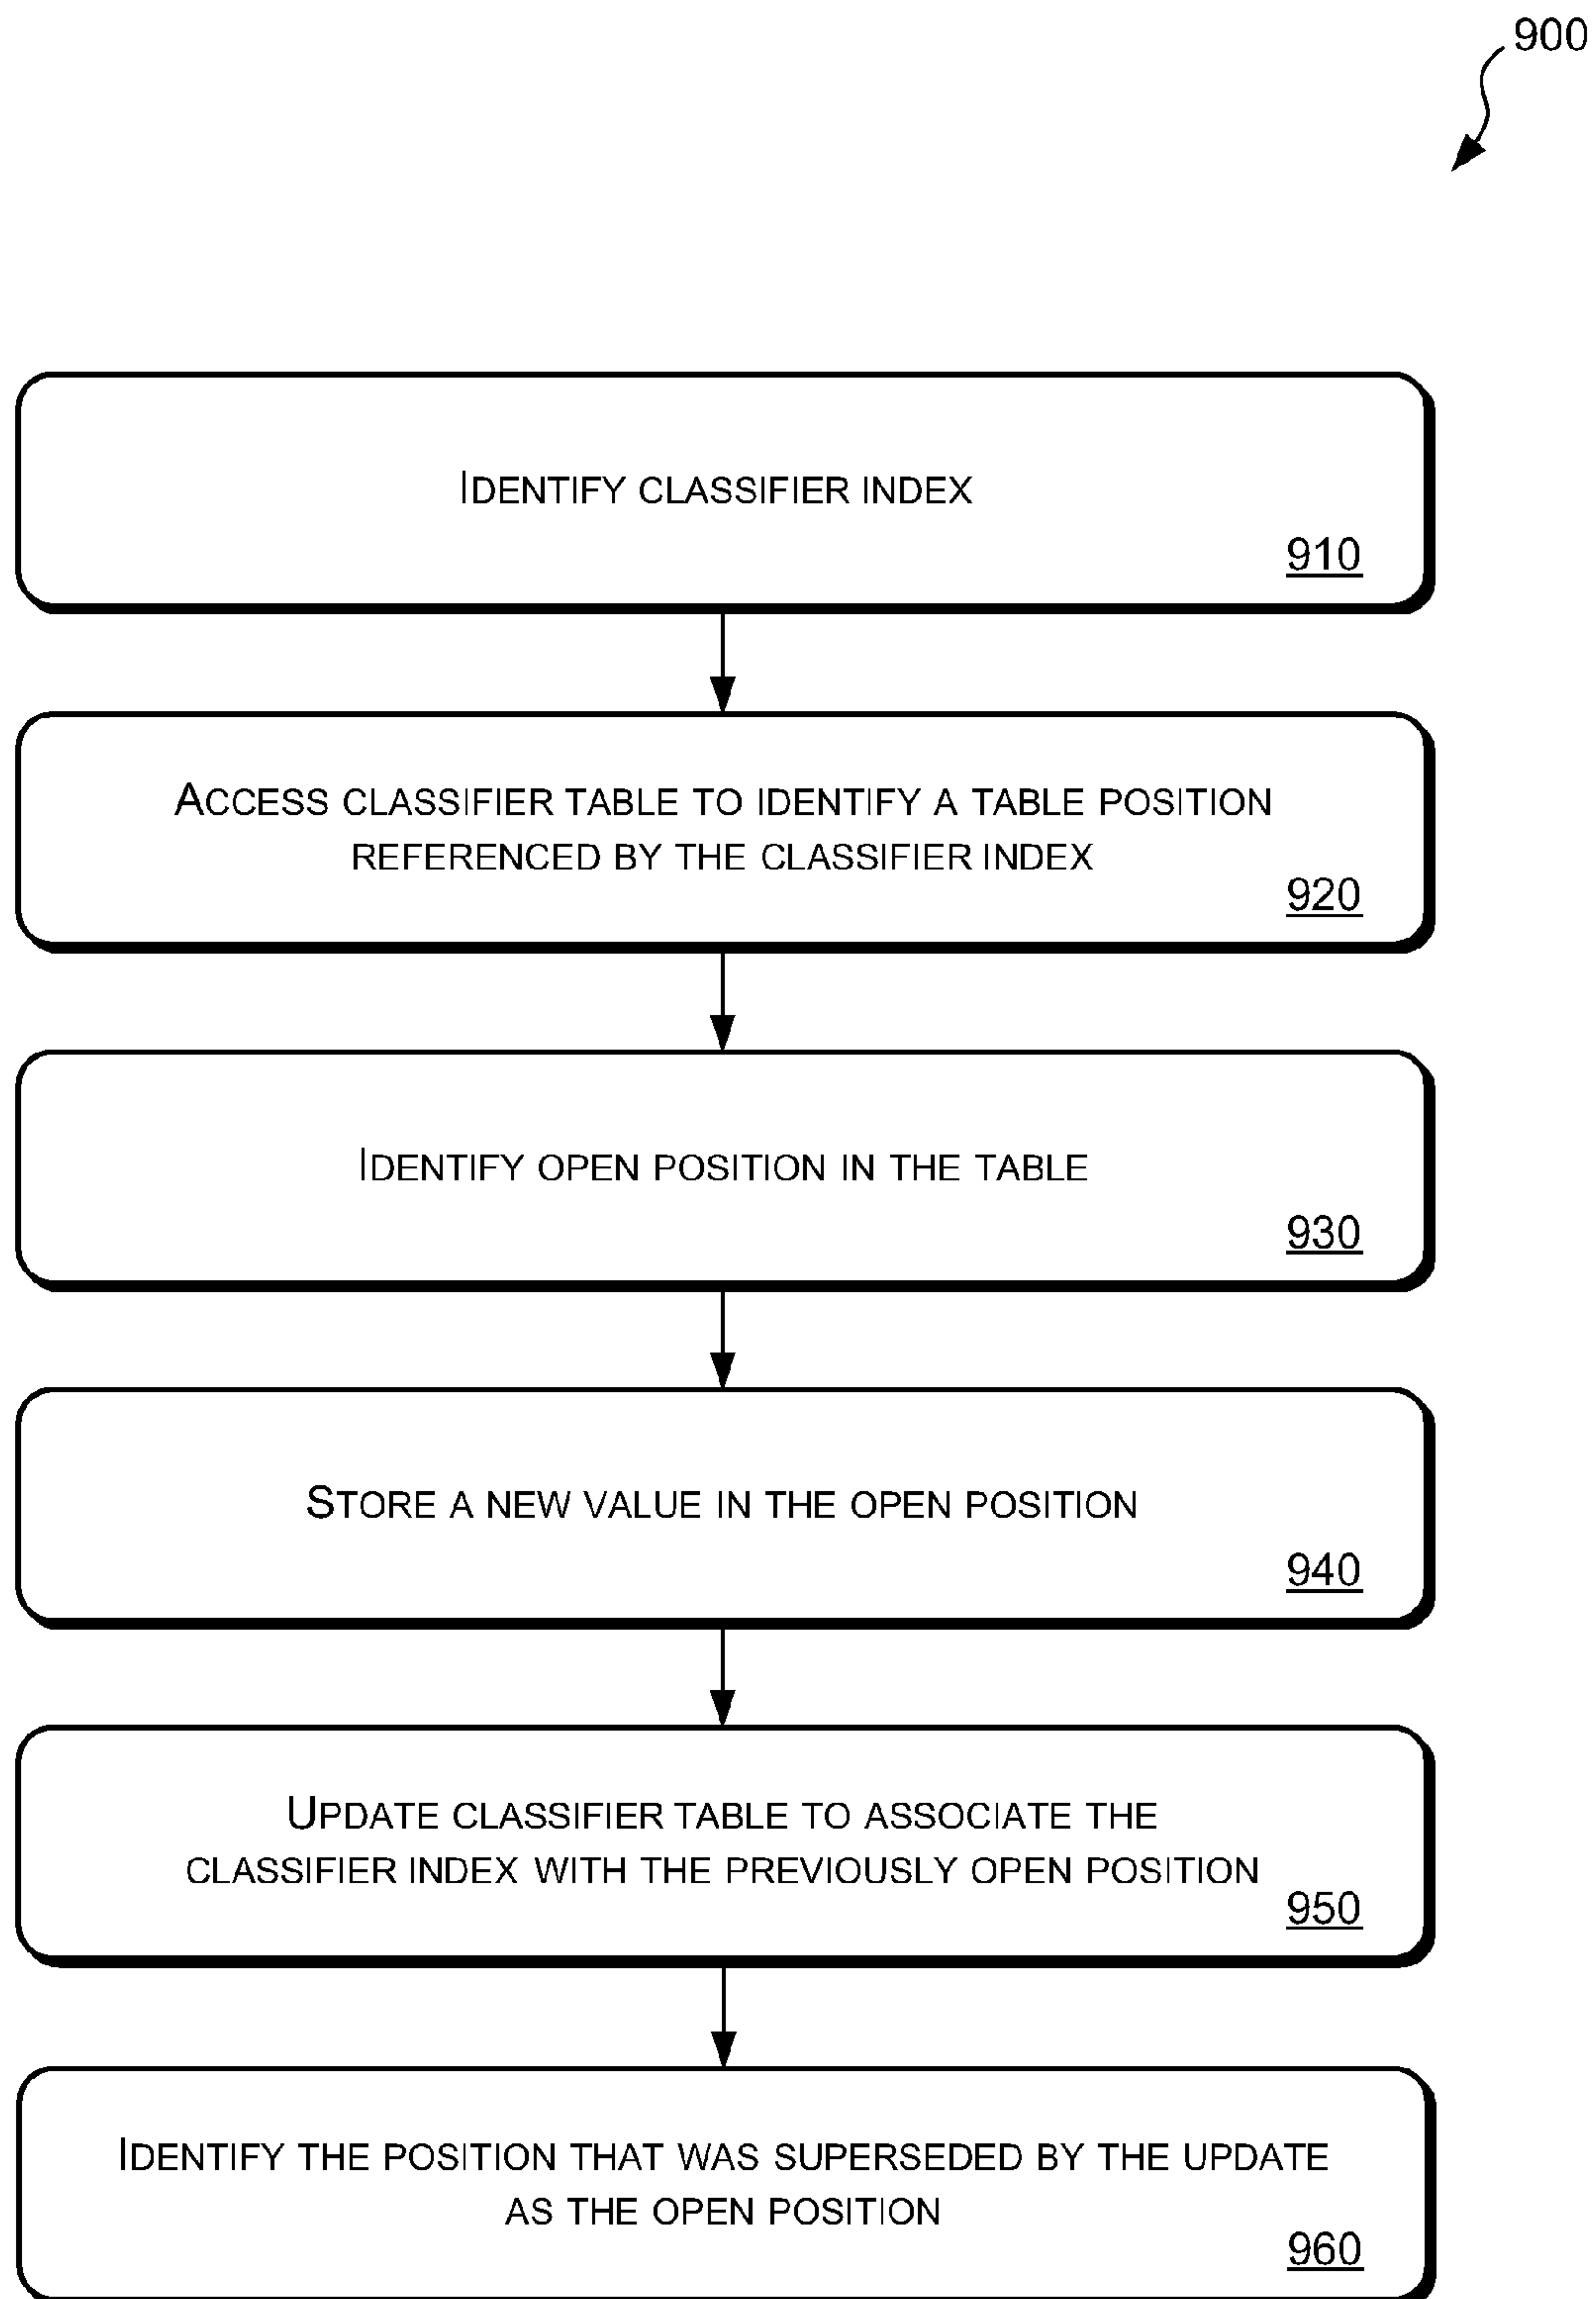 900
IDENTIFY CLASSIFIER INDEX
910
ACCESS CLASSIFIER TABLE TO IDENTIFY A TABLE POSITION
REFERENCED BY THE CLASSIFIER INDEX
920
IDENTIFY OPEN POSITION IN THE TABLE
930
STORE A NEW VALUE IN THE OPEN POSITION
940
UPDATE CLASSIFIER TABLE TO ASSOCIATE THE
CLASSIFIER INDEX WITH THE PREVIOUSLY OPEN POSITION
950
IDENTIFY THE POSITION THAT WAS SUPERSEDED BY THE UPDATE
AS THE OPEN POSITION
960